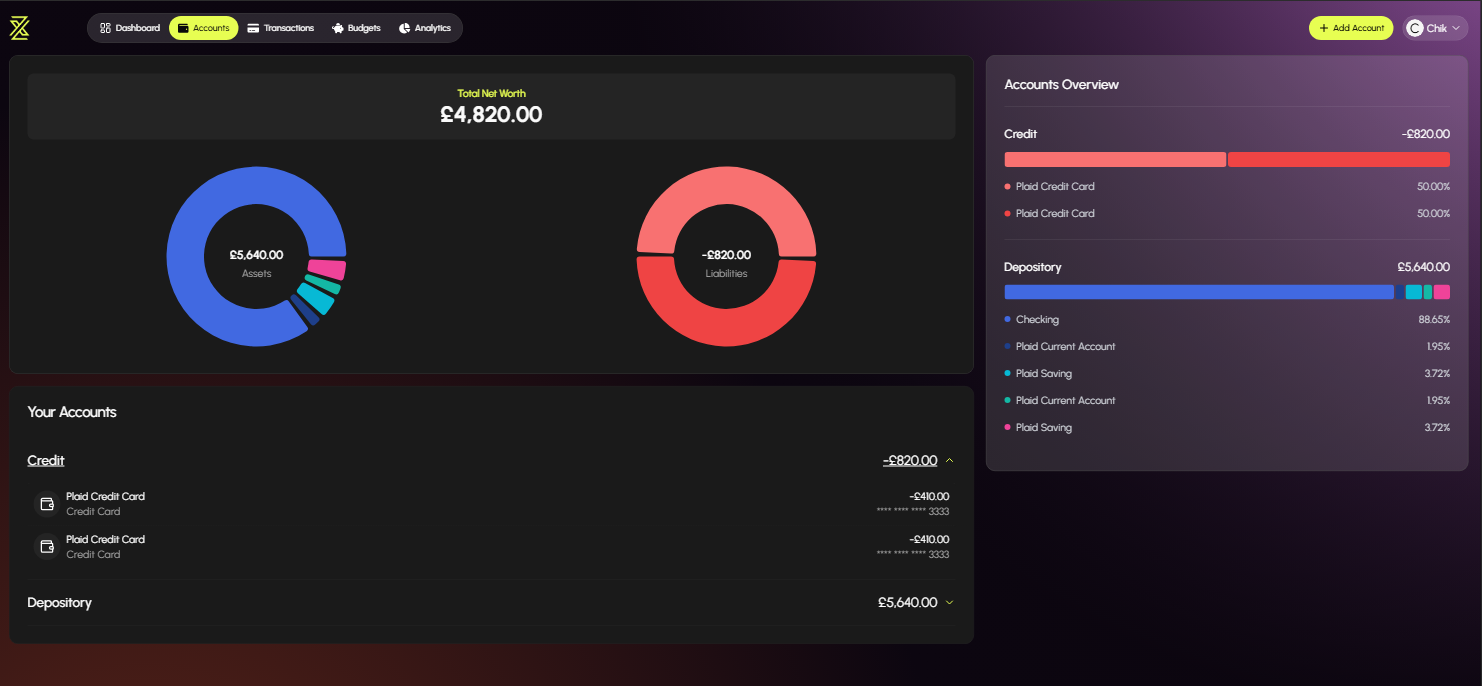 Dashboard Accounts Transactions Budgets Analytics
+ Add Account C Chik
Total Net Worth
£4,820.00
£5,640.00
Assets
-£820.00
Liabilities
Your Accounts
Credit -£820.00
Plaid Credit Card -£410.00
Credit Card **** **** **** 3333
Plaid Credit Card -£410.00
Credit Card **** **** **** 3333
Depository £5,640.00
Accounts Overview
Credit -£820.00
Plaid Credit Card 50.00%
Plaid Credit Card 50.00%
Depository £5,640.00
Checking 88.65%
Plaid Current Account 1.95%
Plaid Saving 3.72%
Plaid Current Account 1.95%
Plaid Saving 3.72%